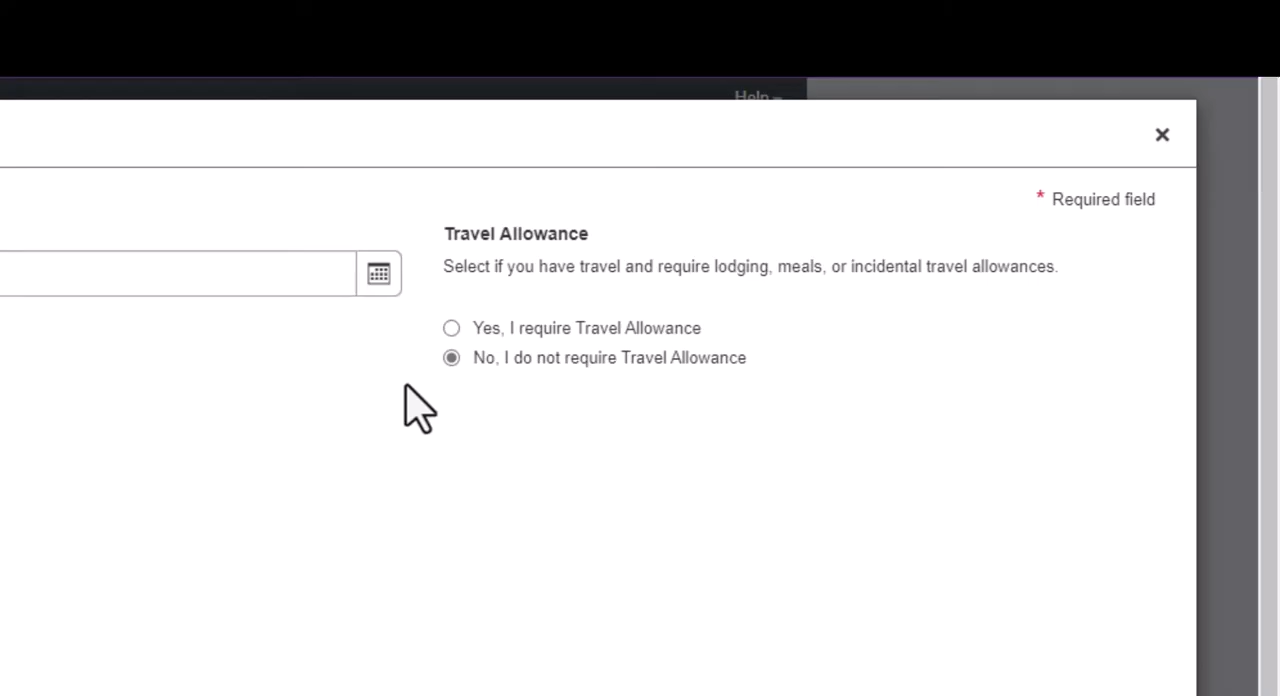 Help
* Required field
Travel Allowance
Select if you have travel and require lodging, meals, or incidental travel allowances.
Yes, I require Travel Allowance
No, I do not require Travel Allowance